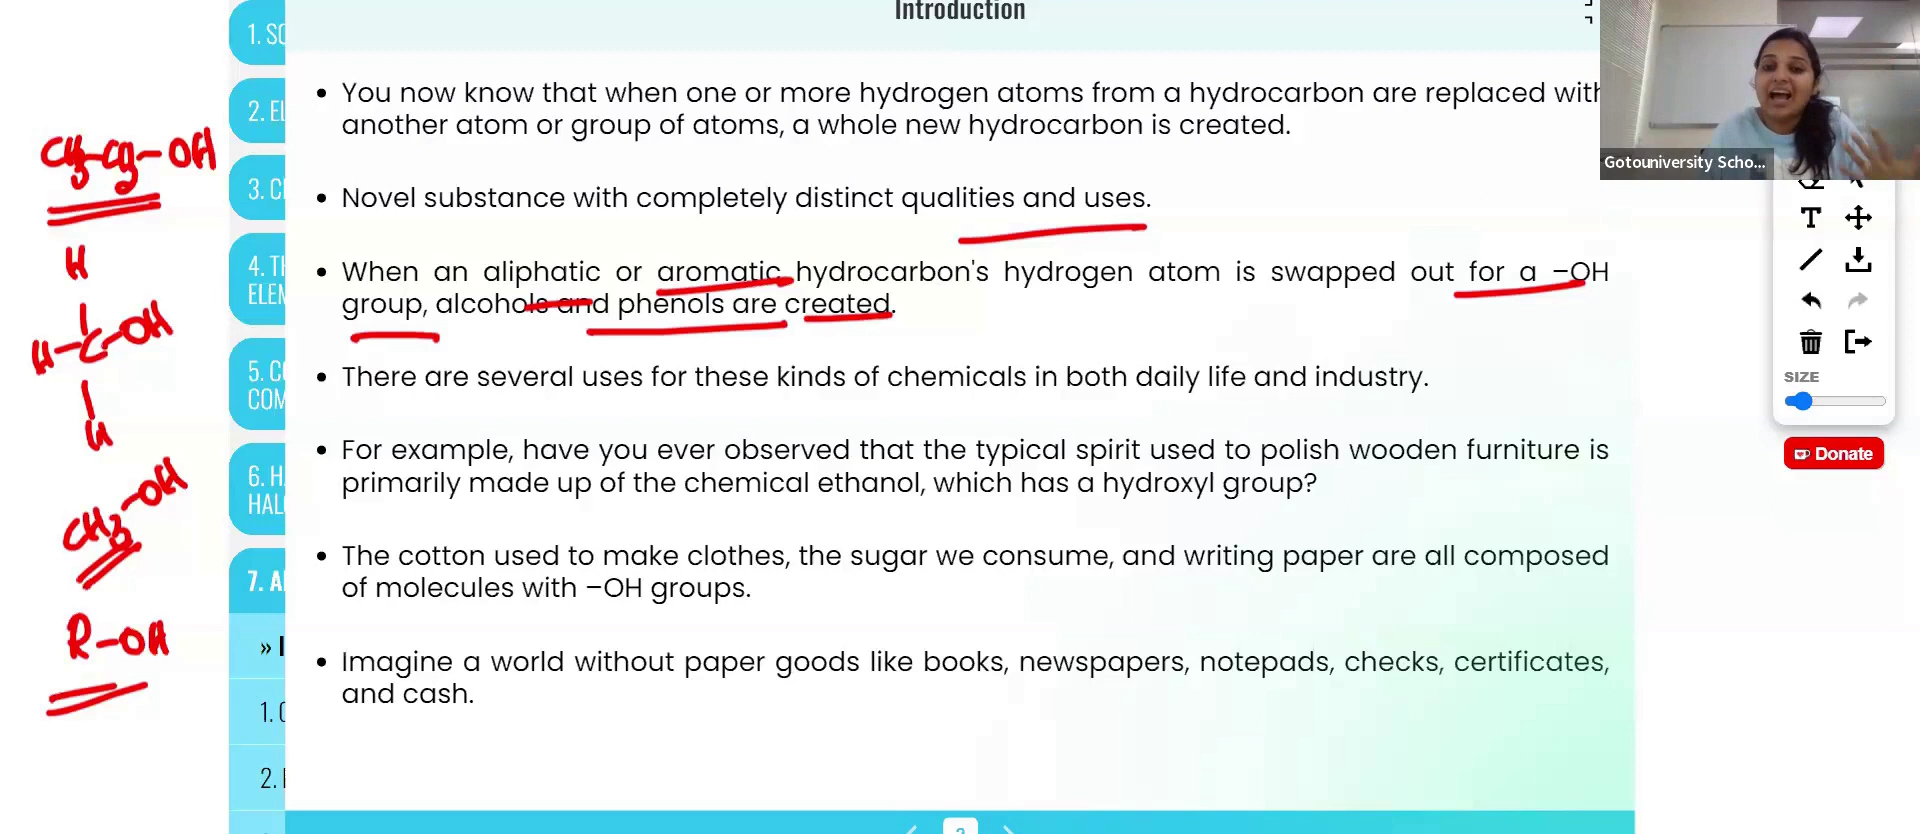 Introduction
1. SO
2. EL
3. C
4. T
ELEM
5. C
COM
6. H
HAL
7. A
» I
1.
2.
• You now know that when one or more hydrogen atoms from a hydrocarbon are replaced with
another atom or group of atoms, a whole new hydrocarbon is created.
• Novel substance with completely distinct qualities and uses.
• When an aliphatic or aromatic hydrocarbon's hydrogen atom is swapped out for a –OH
group, alcohols and phenols are created.
• There are several uses for these kinds of chemicals in both daily life and industry.
• For example, have you ever observed that the typical spirit used to polish wooden furniture is
primarily made up of the chemical ethanol, which has a hydroxyl group?
• The cotton used to make clothes, the sugar we consume, and writing paper are all composed
of molecules with –OH groups.
• Imagine a world without paper goods like books, newspapers, notepads, checks, certificates,
and cash.
H
H-C-OH
H
CH3-OH
R-OH
Gotouniversity Scho...
T
SIZE
Donate